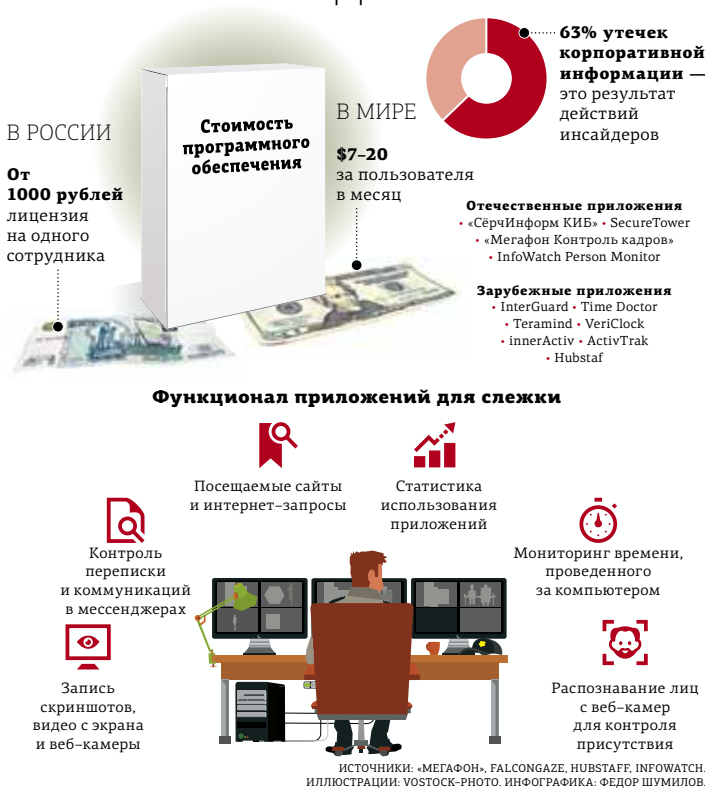 63% утечек
корпоративной
информации —
это результат
действий
инсайдеров
Стоимость
программного
обеспечения
В РОССИИ
От
1000 рублей
лицензия
на одного
сотрудника
В МИРЕ
$7–20
за пользователя
в месяц
Отечественные приложения
• «СёрчИнформ КИБ» • SecureTower
• «Мегафон Контроль кадров»
• InfoWatch Person Monitor
Зарубежные приложения
• InterGuard • Time Doctor
• Teramind • VeriClock
• innerActiv • ActivTrak
• Hubstaf
Функционал приложений для слежки
Посещаемые сайты
и интернет–запросы
Статистика
использования
приложений
Контроль
переписки
и коммуникаций
в мессенджерах
Мониторинг времени,
проведенного
за компьютером
Запись
скриншотов,
видео с экрана
и веб–камеры
Распознавание лиц
с веб–камер
для контроля
присутствия
ИСТОЧНИКИ: «МЕГАФОН», FALCONGAZE, HUBSTAFF, INFOWATCH.
ИЛЛЮСТРАЦИИ: VOSTOCK–PHOTO. ИНФОГРАФИКА: ФЕДОР ШУМИЛОВ.